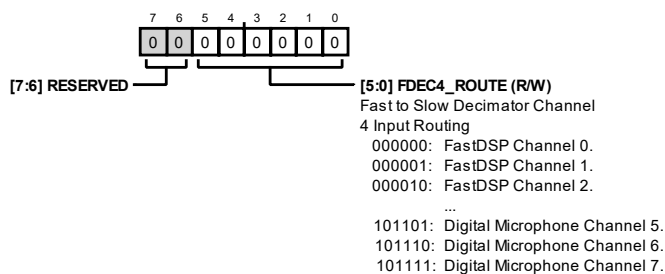 7 6 5 4 3 2 1 0
0 0 0 0 0 0 0 0
[7:6] RESERVED
[5:0] FDEC4_ROUTE (R/W)
Fast to Slow Decimator Channel
4 Input Routing
000000: FastDSP Channel 0.
000001: FastDSP Channel 1.
000010: FastDSP Channel 2.
...
101101: Digital Microphone Channel 5.
101110: Digital Microphone Channel 6.
101111: Digital Microphone Channel 7.